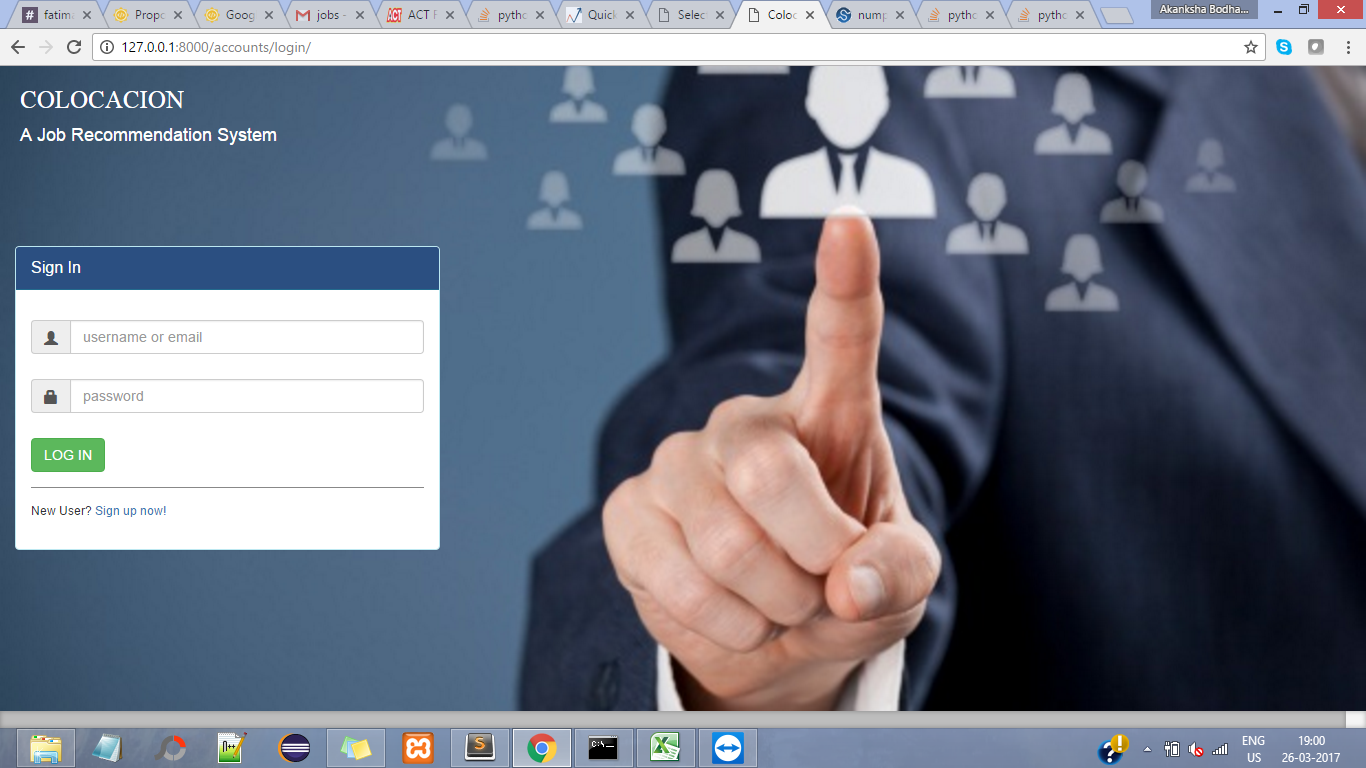 fatima
Propo
Goog
jobs -
ACT F
pytho
Quick
Select
Coloc
nump
pytho
pytho
Akanksha Bodha...
127.0.0.1:8000/accounts/login/
COLOCACION
A Job Recommendation System
Sign In
username or email
password
LOG IN
New User? Sign up now!
ENG
US
19:00
26-03-2017